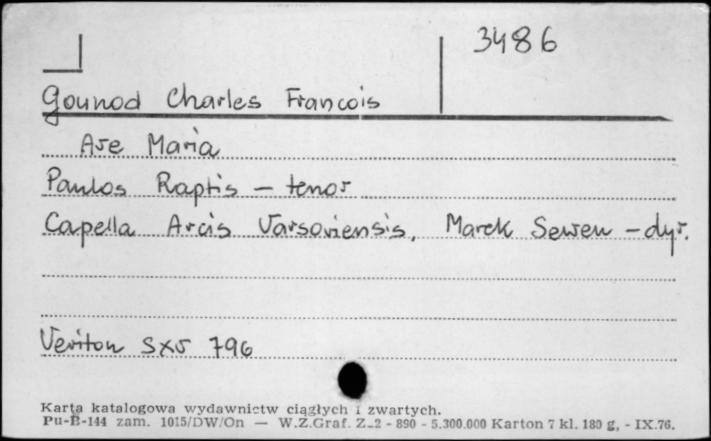 3486
Gounod Charles Francois
Ave Maria
Paulos Raptis - tenor
Capella Arcis Varsoviensis, Marek Sewen - dyr.
Veriton SXV 796
Karta katalogowa wydawnictw ciągłych i zwartych.
Pu-B-144 zam. 1015/DW/On — W.Z.Graf. Z-2 - 890 - 5.300.000 Karton 7 kl. 180 g, - IX.76.